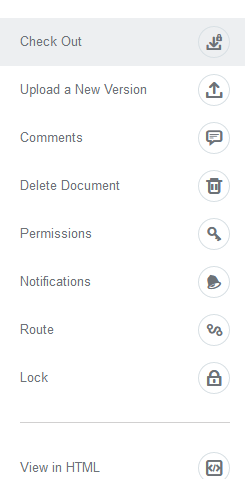 Check Out
Upload a New Version
Comments
Delete Document
Permissions
Notifications
Route
Lock
View in HTML